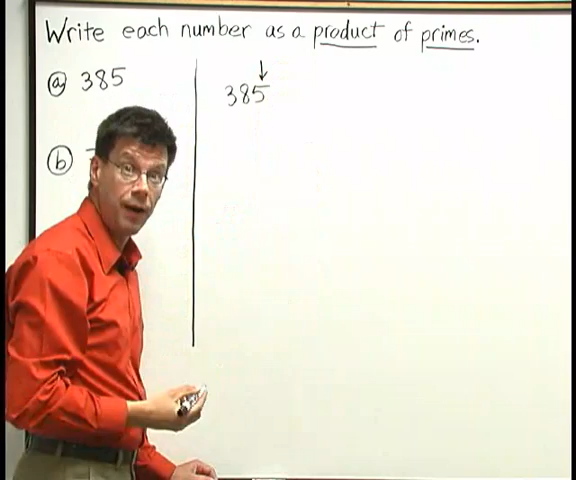 Write each number as a product of primes.
ⓐ 385
385
ⓑ